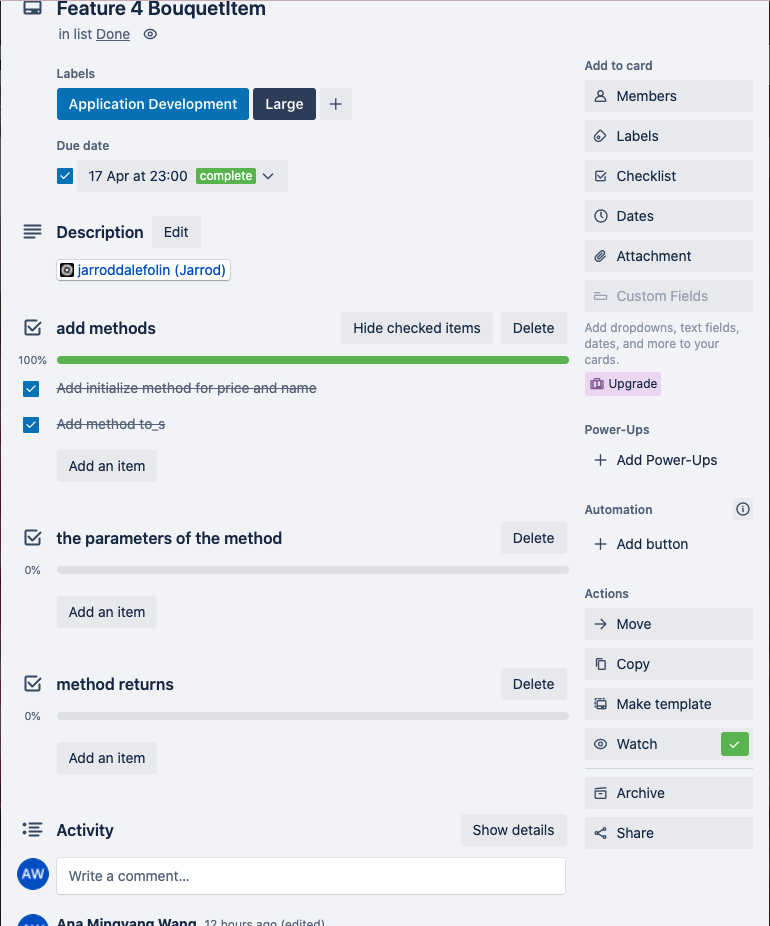 Feature 4 BouquetItem
in list Done
Labels
Application Development Large
Due date
17 Apr at 23:00 complete
Description Edit
jarroddalefolin (Jarrod)
add methods Hide checked items Delete
100%
Add initialize method for price and name
Add method to_s
Add an item
the parameters of the method Delete
0%
Add an item
method returns Delete
0%
Add an item
Activity Show details
AW Write a comment...
Ana Mingyang Wang 12 hours ago (edited)
Add to card
Members
Labels
Checklist
Dates
Attachment
Custom Fields
Add dropdowns, text fields,
dates, and more to your
cards.
Upgrade
Power-Ups
Add Power-Ups
Automation
Add button
Actions
Move
Copy
Make template
Watch
Archive
Share